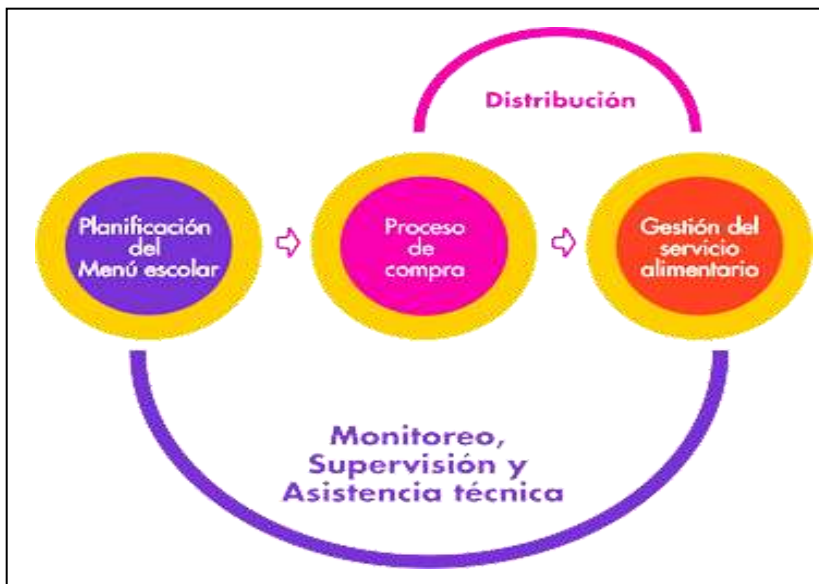 Distribución
Planificación
del
Menú escolar
Proceso
de
compra
Gestión del
servicio
alimentario
Monitoreo,
Supervisión y
Asistencia técnica